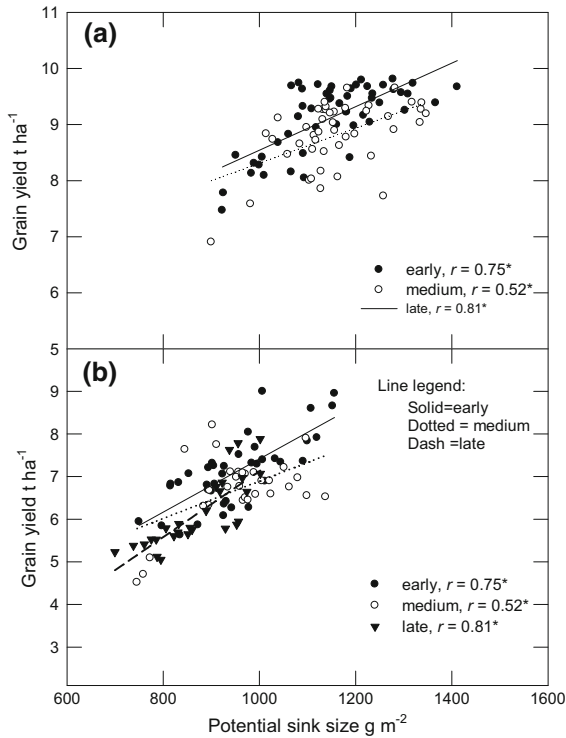 (a)
11
10
9
8
7
6
5
Grain yield t ha-1
early, r = 0.75*
medium, r = 0.52*
late, r = 0.81*
(b)
9
8
7
6
5
4
3
2
Grain yield t ha-1
Line legend:
Solid=early
Dotted = medium
Dash =late
early, r = 0.75*
medium, r = 0.52*
late, r = 0.81*
600 800 1000 1200 1400 1600
Potential sink size g m-2